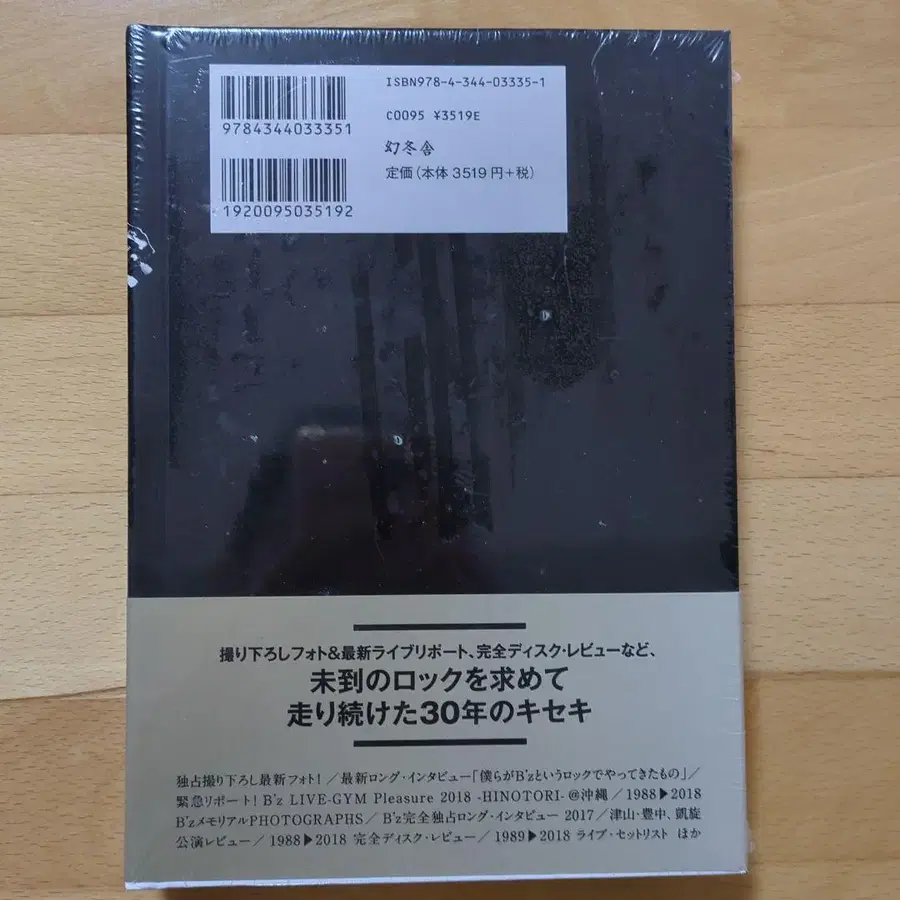 ISBN978-4-344-03335-1
C0095 ¥3519E
幻冬舎
定価(本体 3519 円+税)
9784344033351
1920095035192
撮り下ろしフォト&最新ライブリポート、完全ディスク・レビューなど、
未到のロックを求めて
走り続けた30年のキセキ
独占撮り下ろし最新フォト!/最新ロング・インタビュー「僕らがB'zというロックでやってきたもの」/
緊急リポート! B'z LIVE-GYM Pleasure 2018 -HINOTORI- @沖縄/1988▶2018
B'zメモリアルPHOTOGRAPHS/B'z完全独占ロング・インタビュー 2017/津山・豊中、凱旋
公演レビュー/1988▶2018 完全ディスク・レビュー/1989▶2018 ライブ・セットリスト ほか